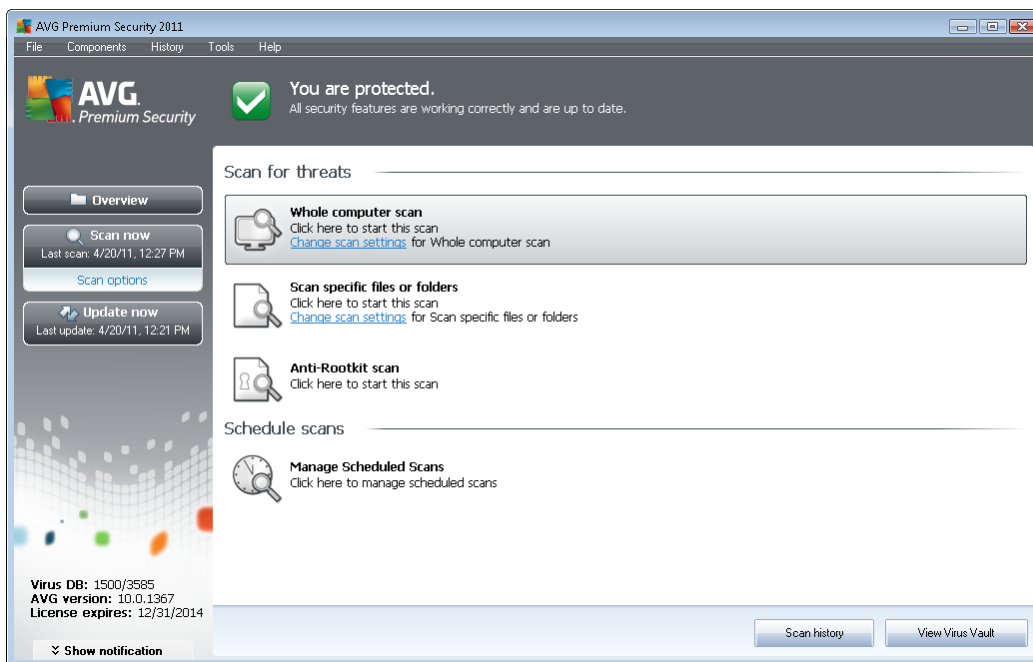 AVG Premium Security 2011
File Components History Tools Help
AVG.
Premium Security
You are protected.
All security features are working correctly and are up to date.
Overview
Scan now
Last scan: 4/20/11, 12:27 PM
Scan options
Update now
Last update: 4/20/11, 12:21 PM
Scan for threats
Whole computer scan
Click here to start this scan
Change scan settings for Whole computer scan
Scan specific files or folders
Click here to start this scan
Change scan settings for Scan specific files or folders
Anti-Rootkit scan
Click here to start this scan
Schedule scans
Manage Scheduled Scans
Click here to manage scheduled scans
Virus DB: 1500/3585
AVG version: 10.0.1367
License expires: 12/31/2014
Show notification
Scan history
View Virus Vault